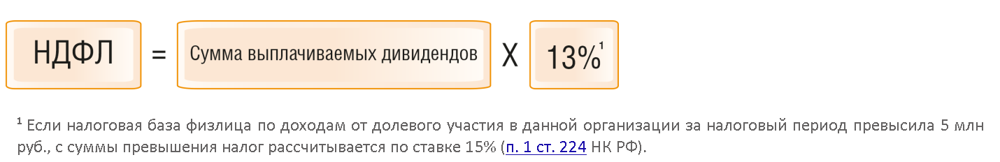 НДФЛ = Сумма выплачиваемых дивидендов X 13%¹
¹ Если налоговая база физлица по доходам от долевого участия в данной организации за налоговый период превысила 5 млн
руб., с суммы превышения налог рассчитывается по ставке 15% (п. 1 ст. 224 НК РФ).